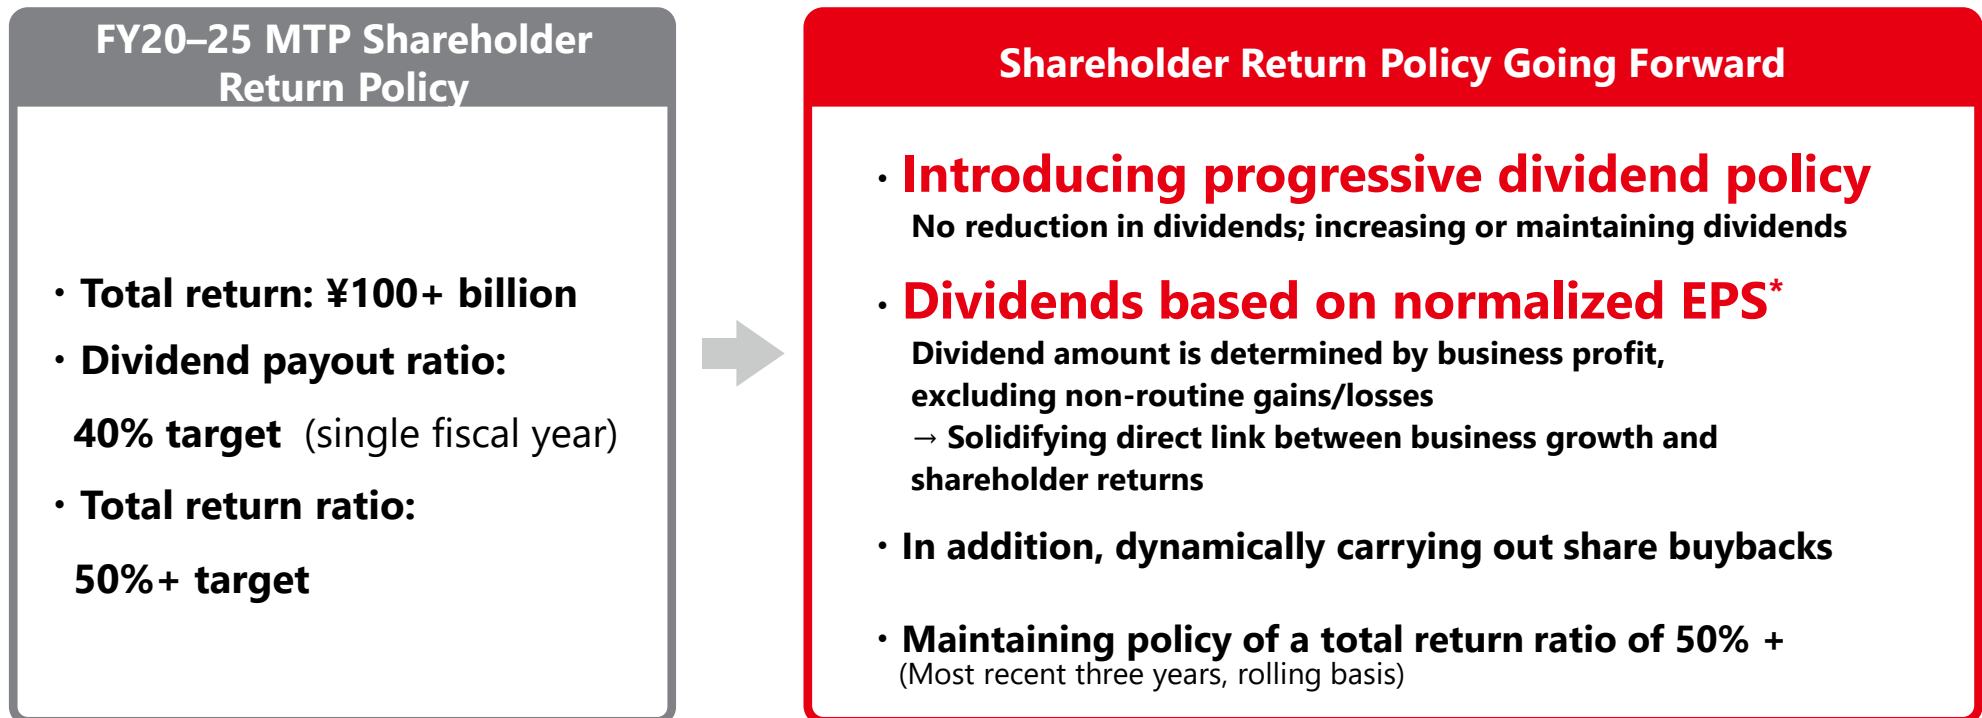 FY20–25 MTP Shareholder
Return Policy
・Total return: ¥100+ billion
・Dividend payout ratio:
40% target (single fiscal year)
・Total return ratio:
50%+ target
Shareholder Return Policy Going Forward
・Introducing progressive dividend policy
No reduction in dividends; increasing or maintaining dividends
・Dividends based on normalized EPS*
Dividend amount is determined by business profit,
excluding non-routine gains/losses
→ Solidifying direct link between business growth and
shareholder returns
・In addition, dynamically carrying out share buybacks
・Maintaining policy of a total return ratio of 50% +
(Most recent three years, rolling basis)